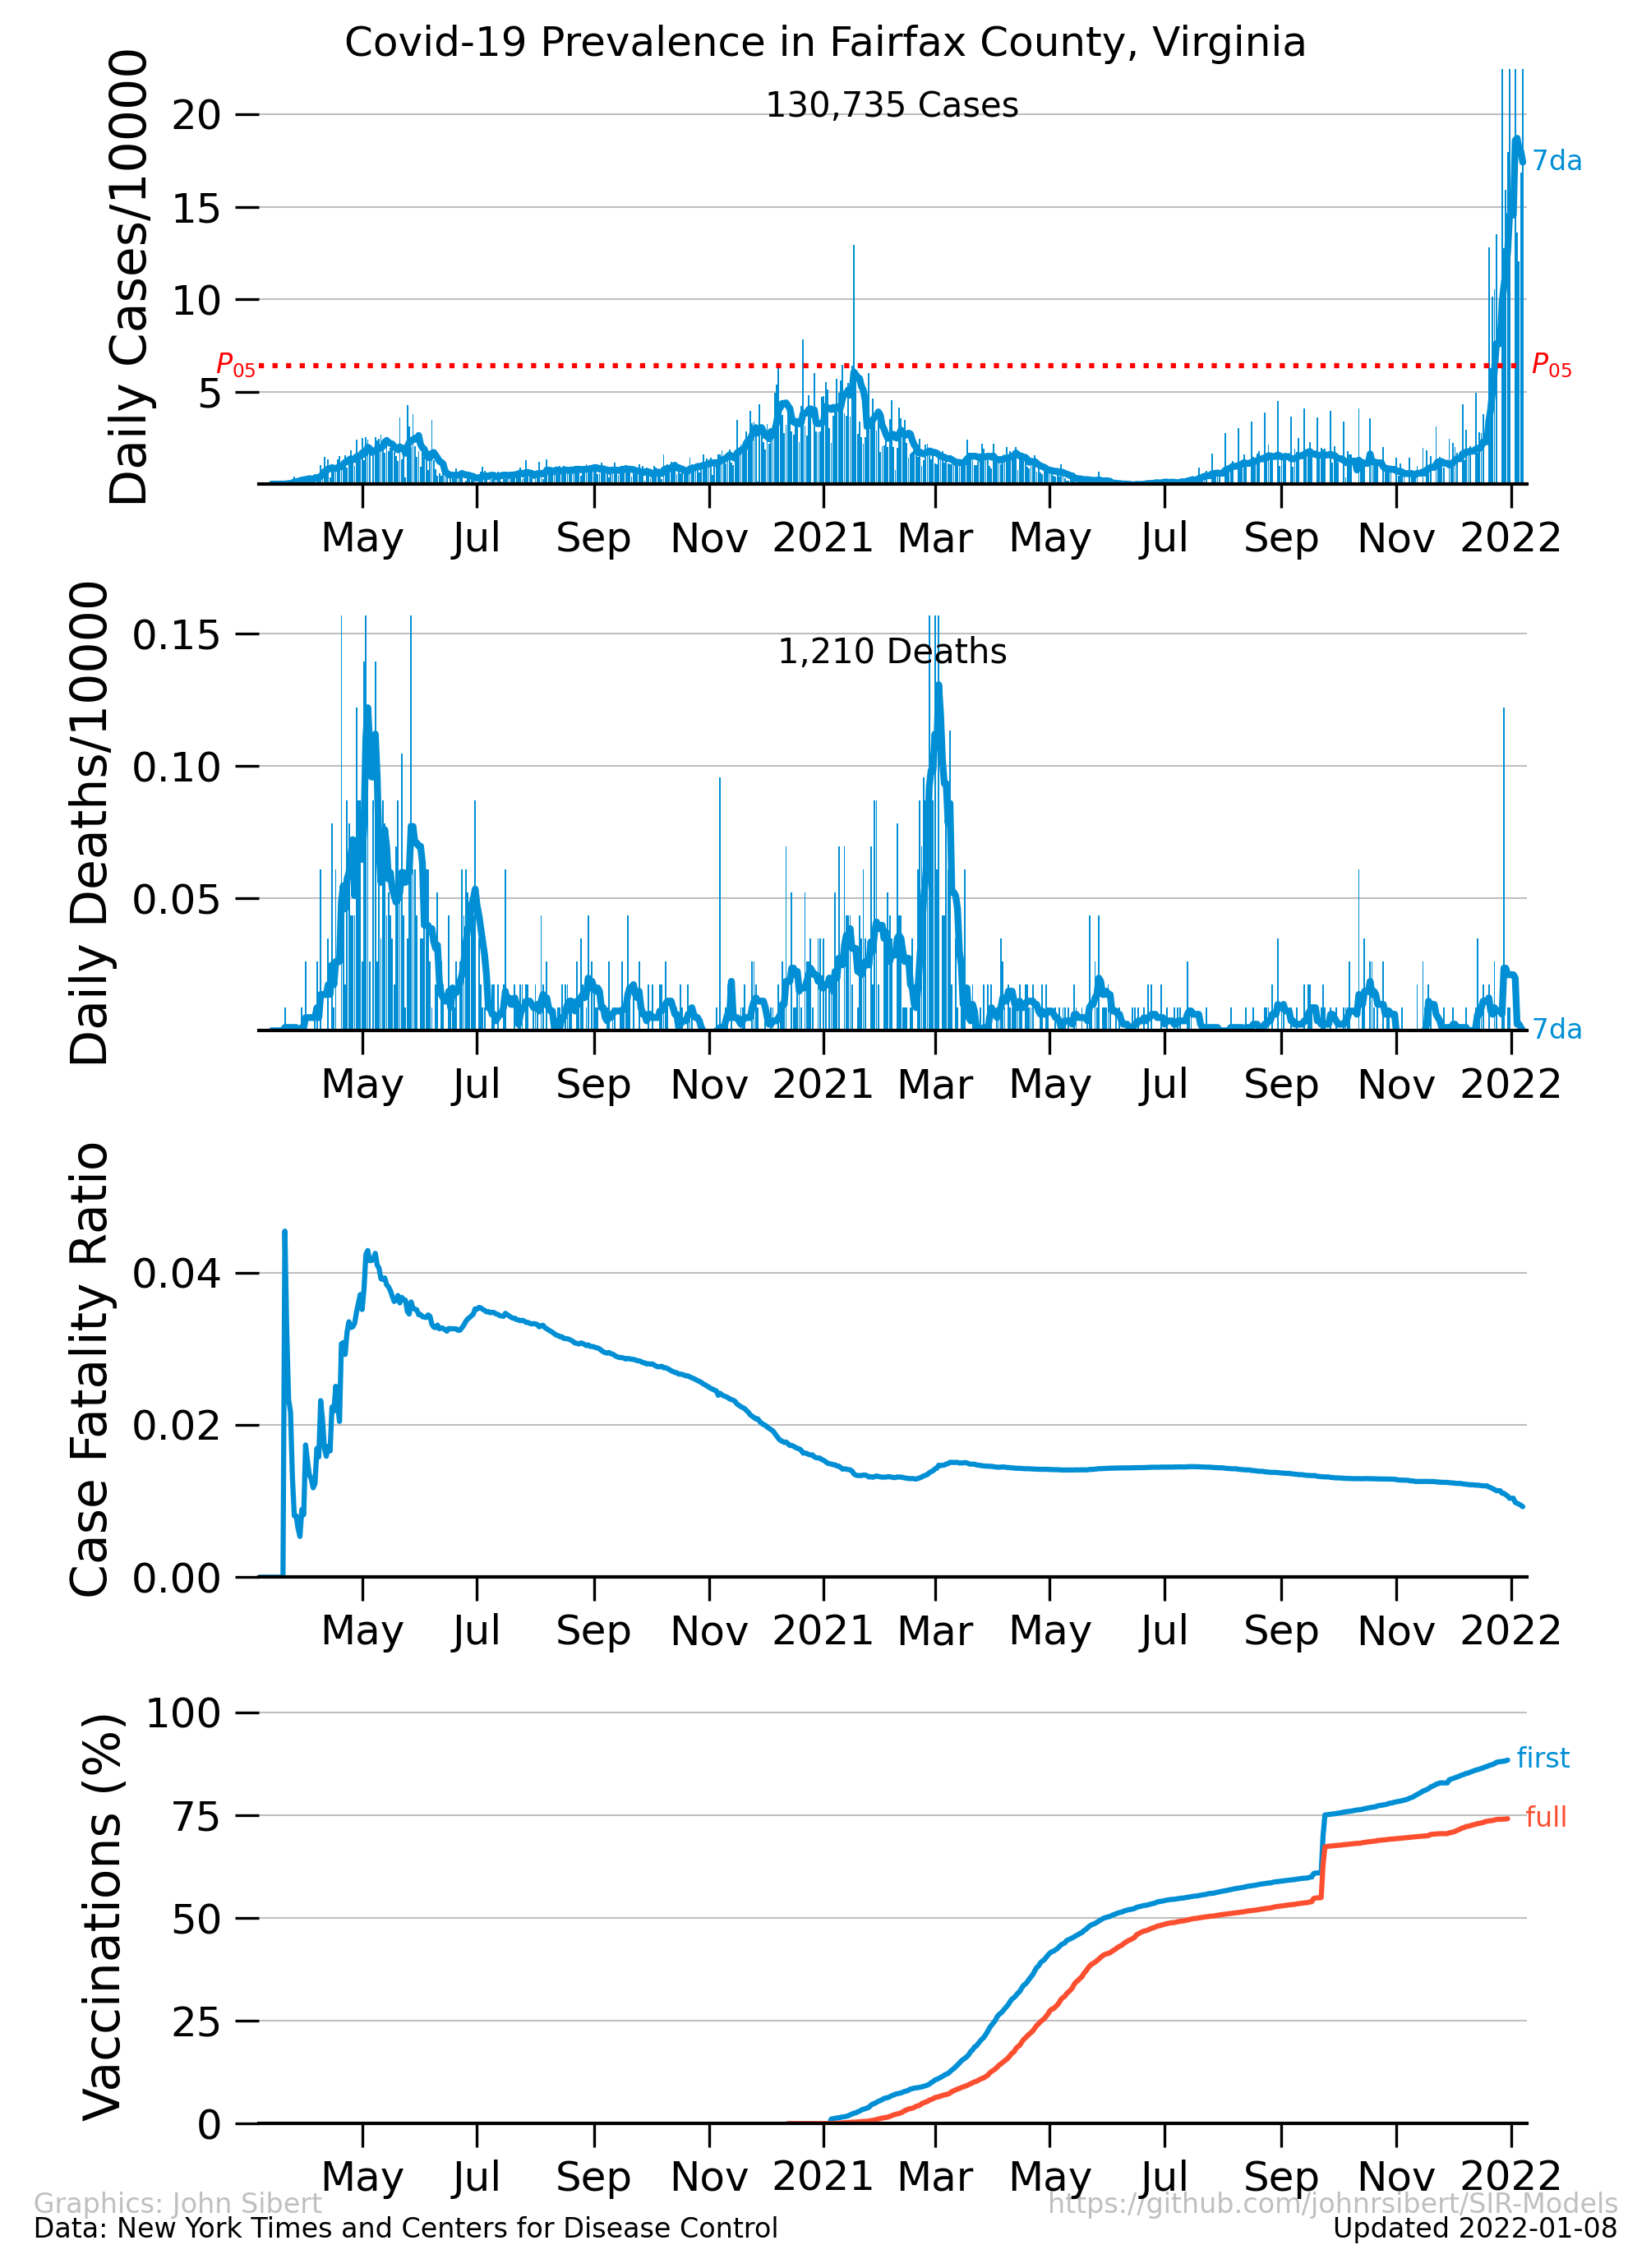 Covid-19 Prevalence in Fairfax County, Virginia
Daily Cases/10000
130,735 Cases
20
15
10
5
P05
P05
7da
May Jul Sep Nov 2021 Mar May Jul Sep Nov 2022
Daily Deaths/10000
1,210 Deaths
0.15
0.10
0.05
7da
May Jul Sep Nov 2021 Mar May Jul Sep Nov 2022
Case Fatality Ratio
0.04
0.02
0.00
May Jul Sep Nov 2021 Mar May Jul Sep Nov 2022
Vaccinations (%)
100
75
50
25
0
first
full
May Jul Sep Nov 2021 Mar May Jul Sep Nov 2022
Graphics: John Sibert
https://github.com/johnrsibert/SIR-Models
Data: New York Times and Centers for Disease Control
Updated 2022-01-08